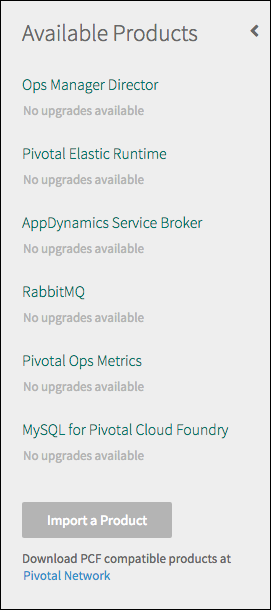 Available Products
Ops Manager Director
No upgrades available
Pivotal Elastic Runtime
No upgrades available
AppDynamics Service Broker
No upgrades available
RabbitMQ
No upgrades available
Pivotal Ops Metrics
No upgrades available
MySQL for Pivotal Cloud Foundry
No upgrades available
Import a Product
Download PCF compatible products at
Pivotal Network